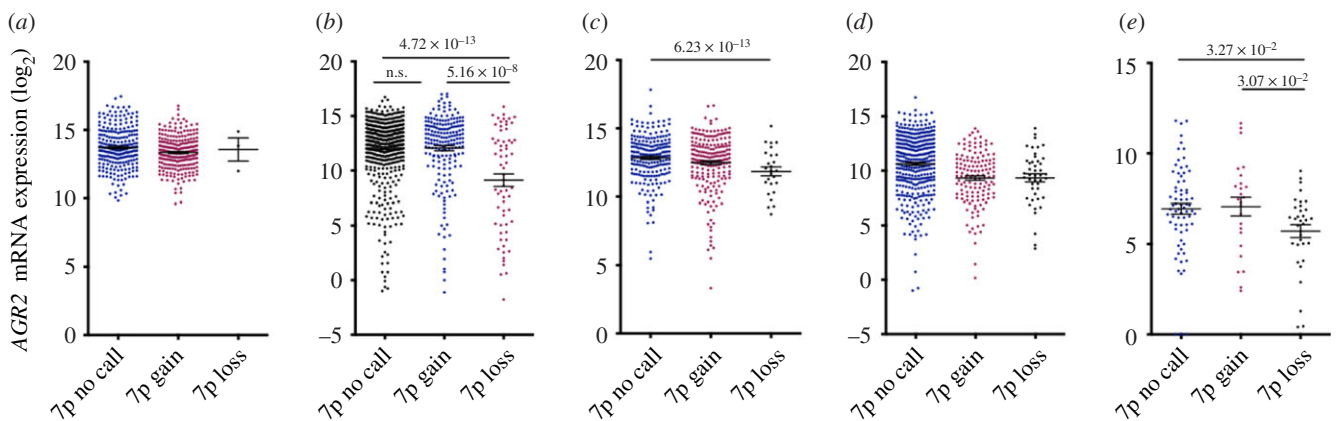 (a)
(b)
(c)
(d)
(e)
AGR2 mRNA expression (log₂)
20
15
10
5
0
7p no call
7p gain
7p loss
4.72 × 10⁻¹³
n.s.
5.16 × 10⁻⁸
20
15
10
5
0
–5
7p no call
7p gain
7p loss
6.23 × 10⁻¹³
20
15
10
5
0
7p no call
7p gain
7p loss
20
15
10
5
0
–5
7p no call
7p gain
7p loss
3.27 × 10⁻²
3.07 × 10⁻²
15
10
5
0
7p no call
7p gain
7p loss